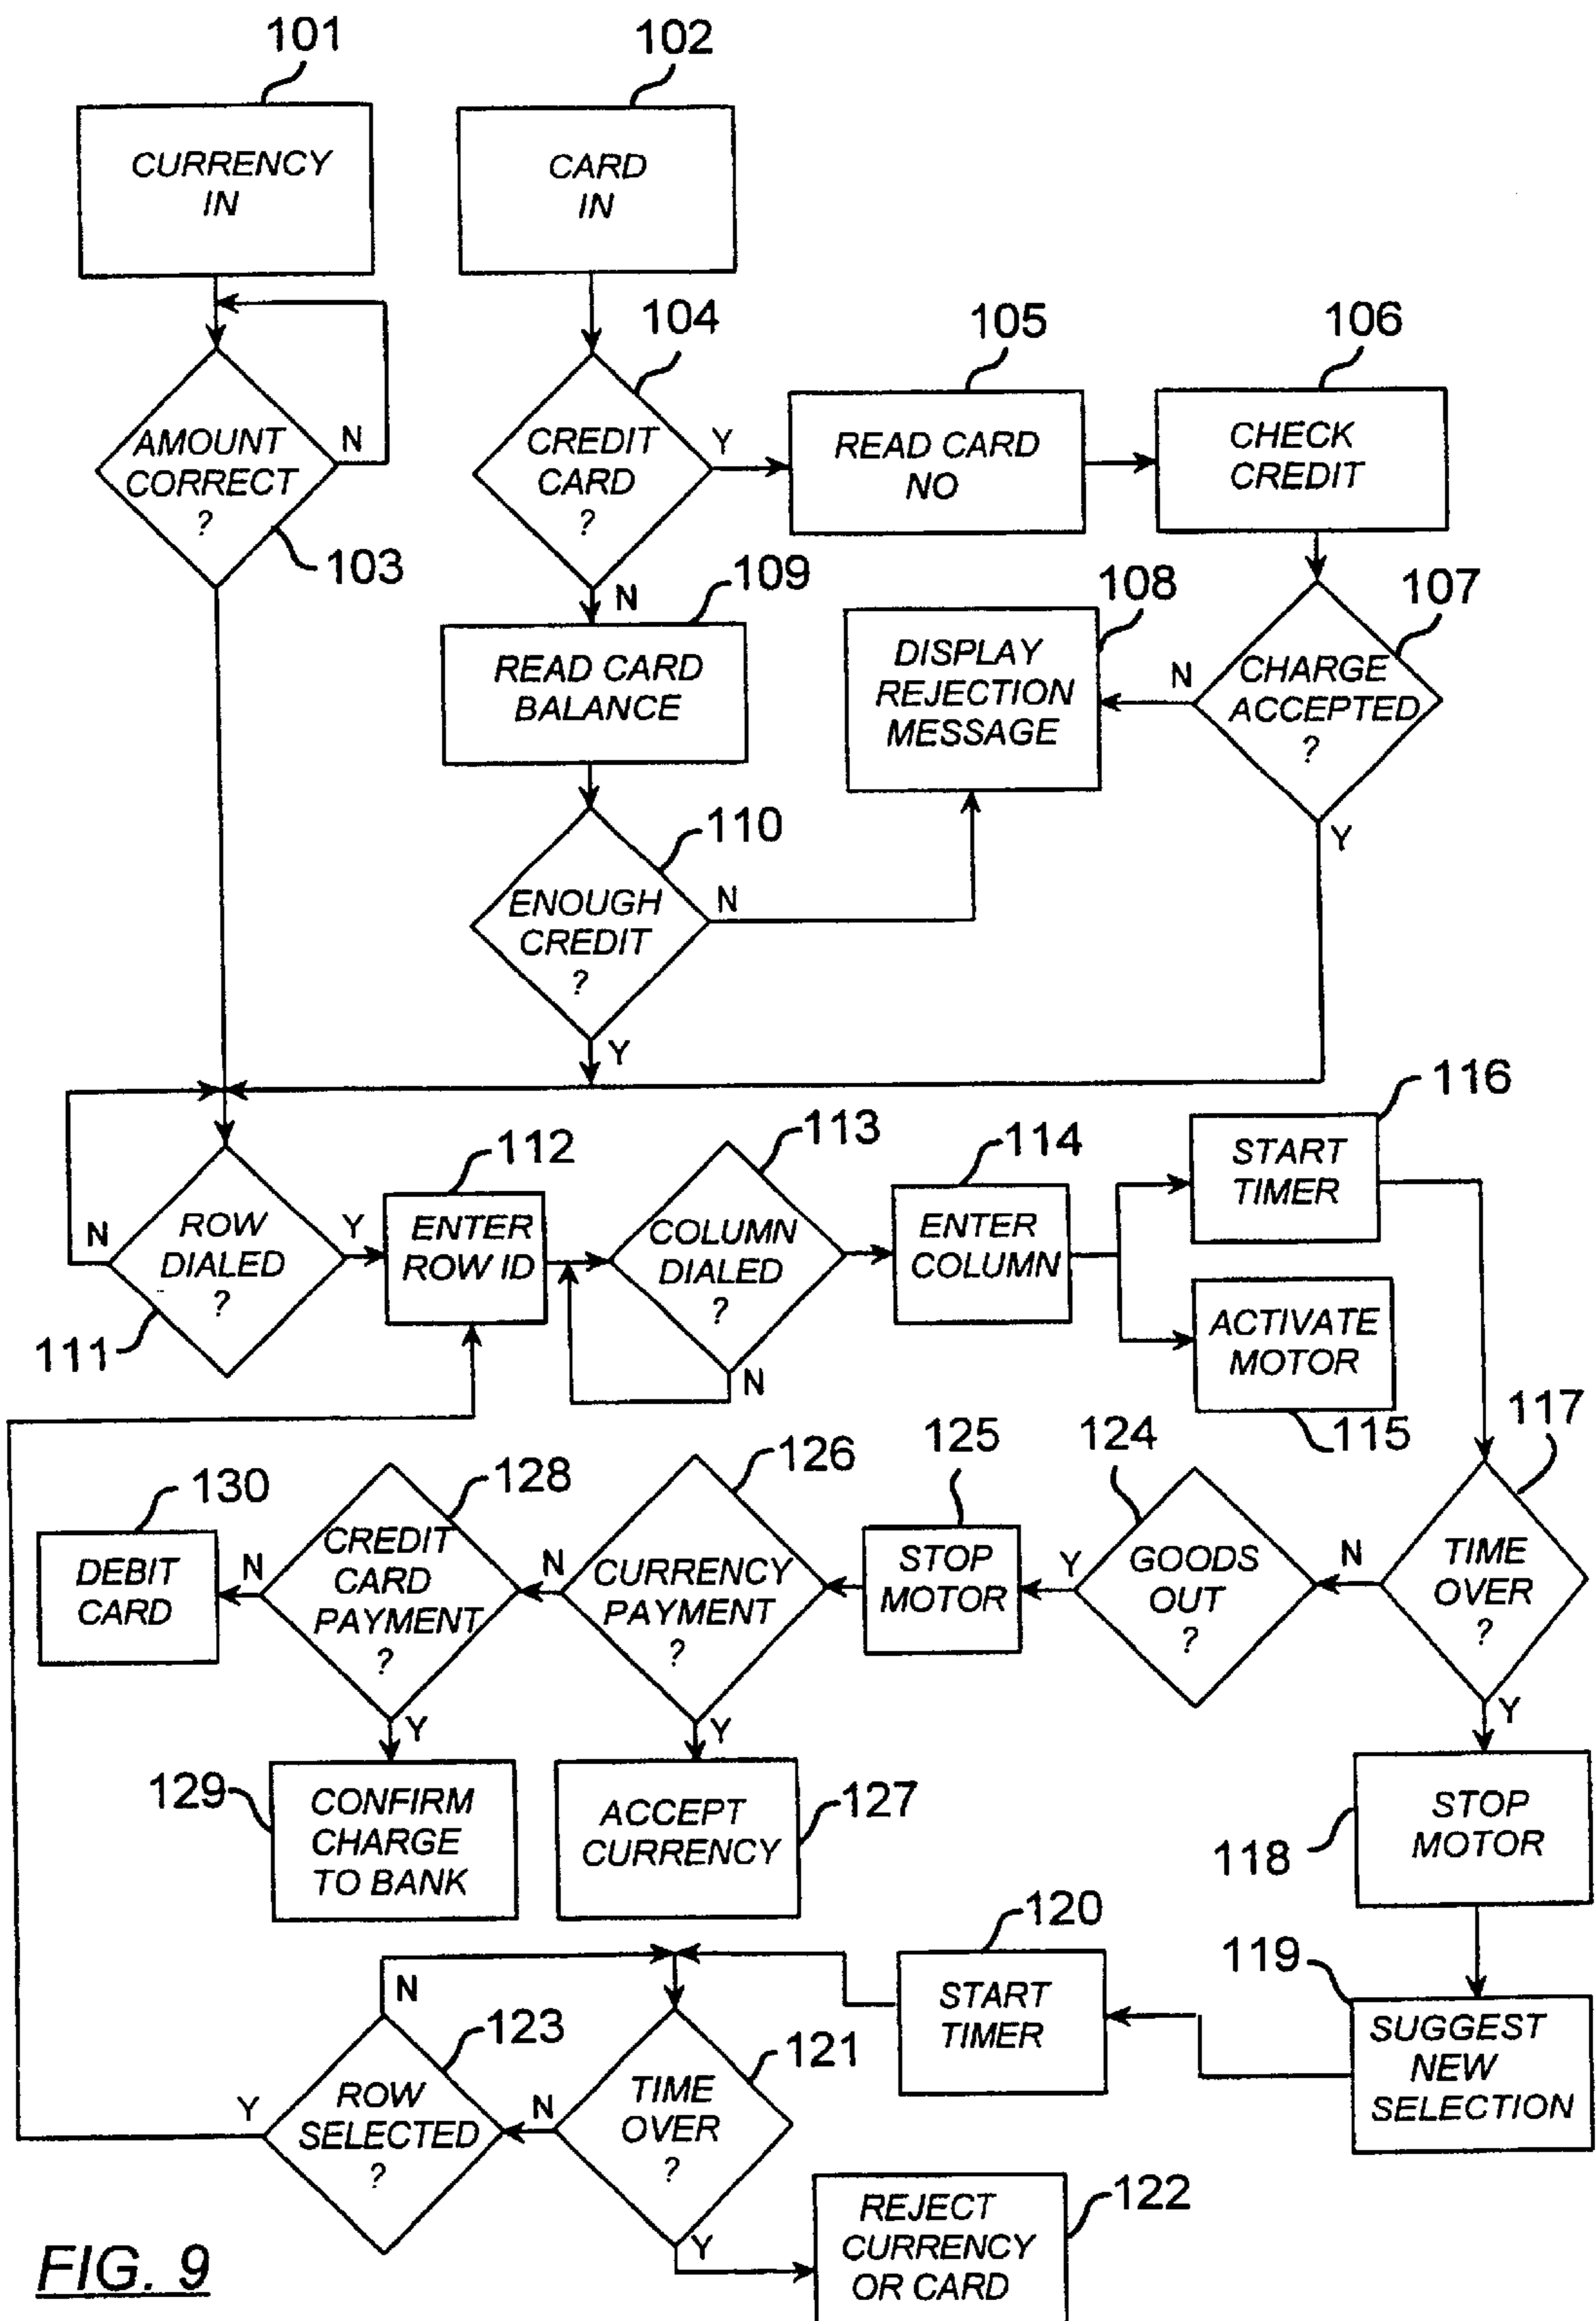 101
102
CURRENCY
IN
CARD
IN
104
105
106
AMOUNT
CORRECT
?
N
103
CREDIT
CARD
?
Y
READ CARD
NO
CHECK
CREDIT
N
109
108
107
READ CARD
BALANCE
DISPLAY
REJECTION
MESSAGE
N
CHARGE
ACCEPTED
?
Y
110
ENOUGH
CREDIT
?
N
Y
116
112
113
114
START
TIMER
N
ROW
DIALED
?
Y
111
ENTER
ROW ID
COLUMN
DIALED
?
N
ENTER
COLUMN
ACTIVATE
MOTOR
115
117
130
128
126
125
124
DEBIT
CARD
N
CREDIT
CARD
PAYMENT
?
Y
N
CURRENCY
PAYMENT
?
Y
STOP
MOTOR
Y
GOODS
OUT
?
N
TIME
OVER
?
Y
129
CONFIRM
CHARGE
TO BANK
ACCEPT
CURRENCY
127
STOP
MOTOR
118
120
119
N
START
TIMER
SUGGEST
NEW
SELECTION
123
121
Y
ROW
SELECTED
?
N
TIME
OVER
?
Y
REJECT
CURRENCY
OR CARD
122
FIG. 9